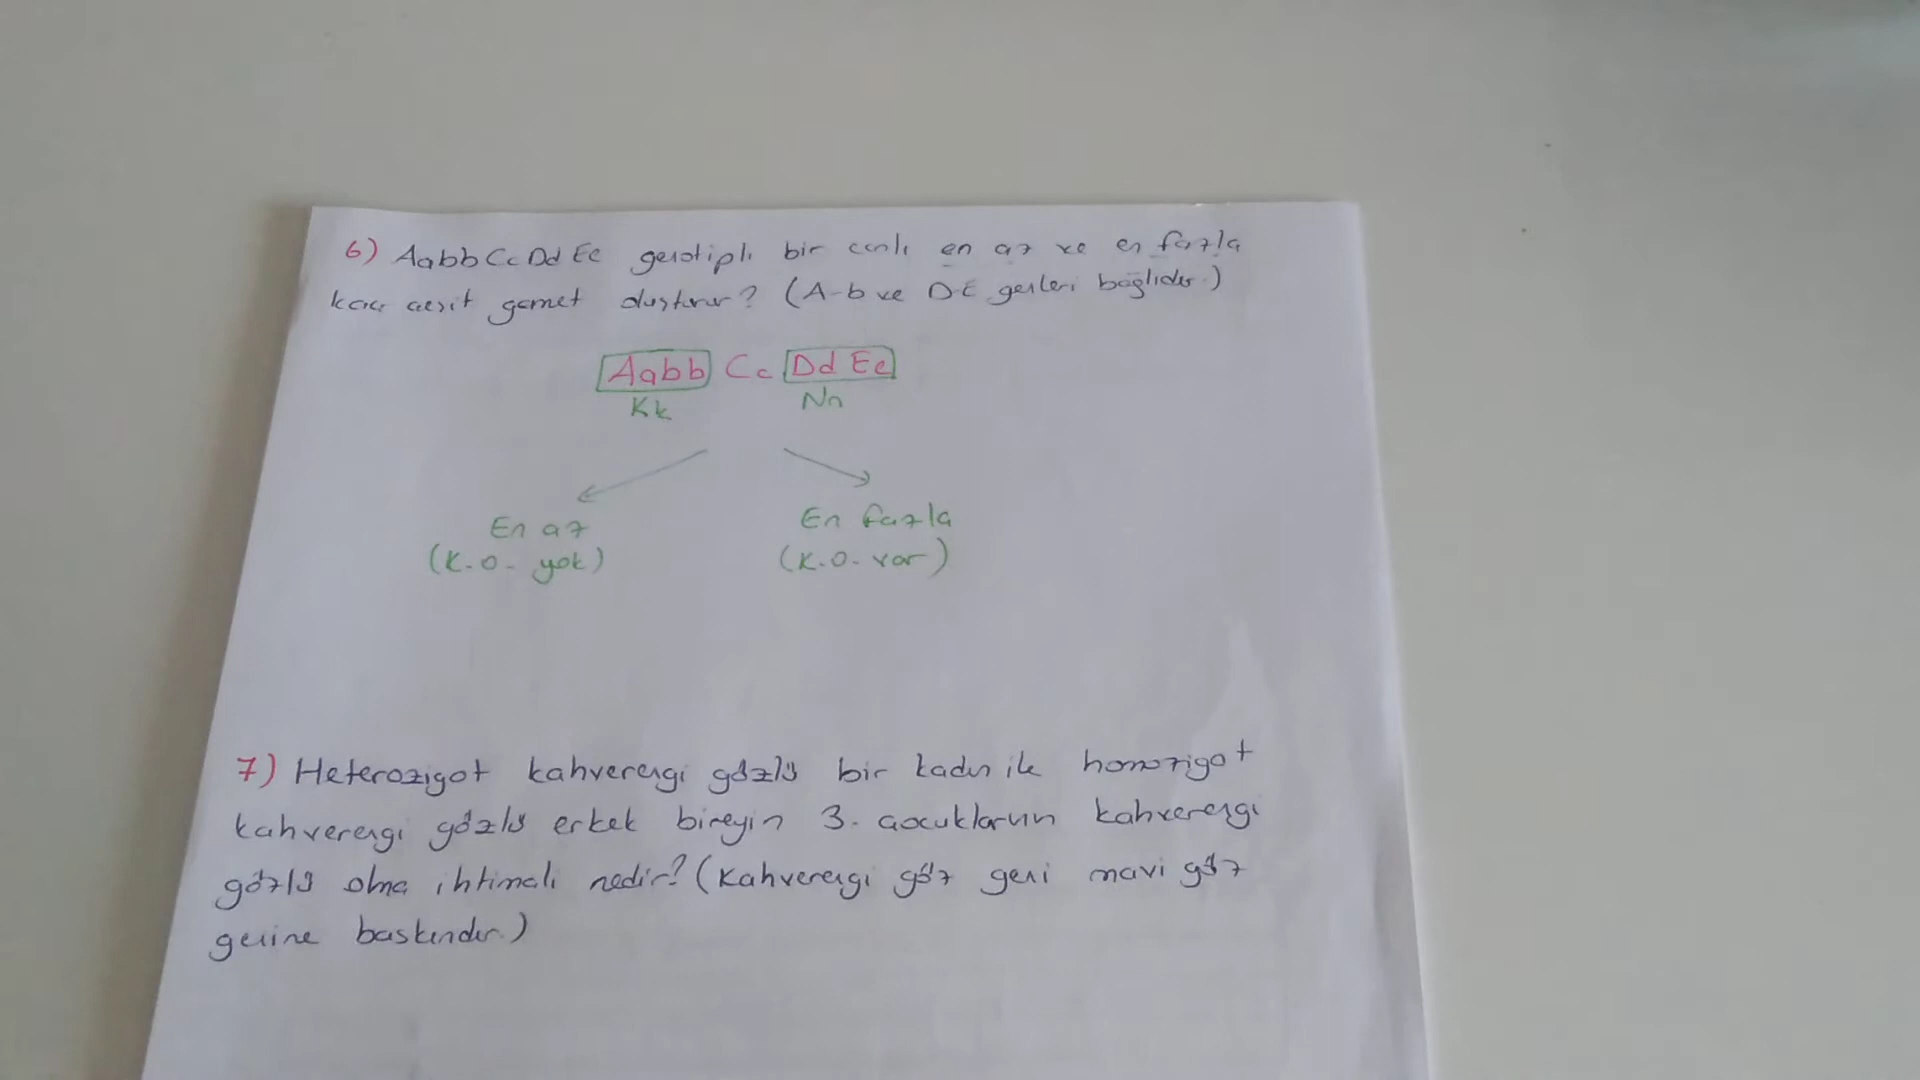 6) AabbCcDdEe genotipli bir canlı en az ve en fazla
kaç çeşit gamet oluşturur? (A-b ve D-E genleri bağlıdır.)
Aabb Cc Dd Ee
Kk Nn
En az En fazla
(K.O. yok) (K.O. var)
7) Heterozigot kahverengi gözlü bir kadın ile homozigot
kahverengi gözlü erkek bireyin 3. çocuklarının kahverengi
gözlü olma ihtimali nedir? (Kahverengi göz geni mavi göz
genine baskındır.)